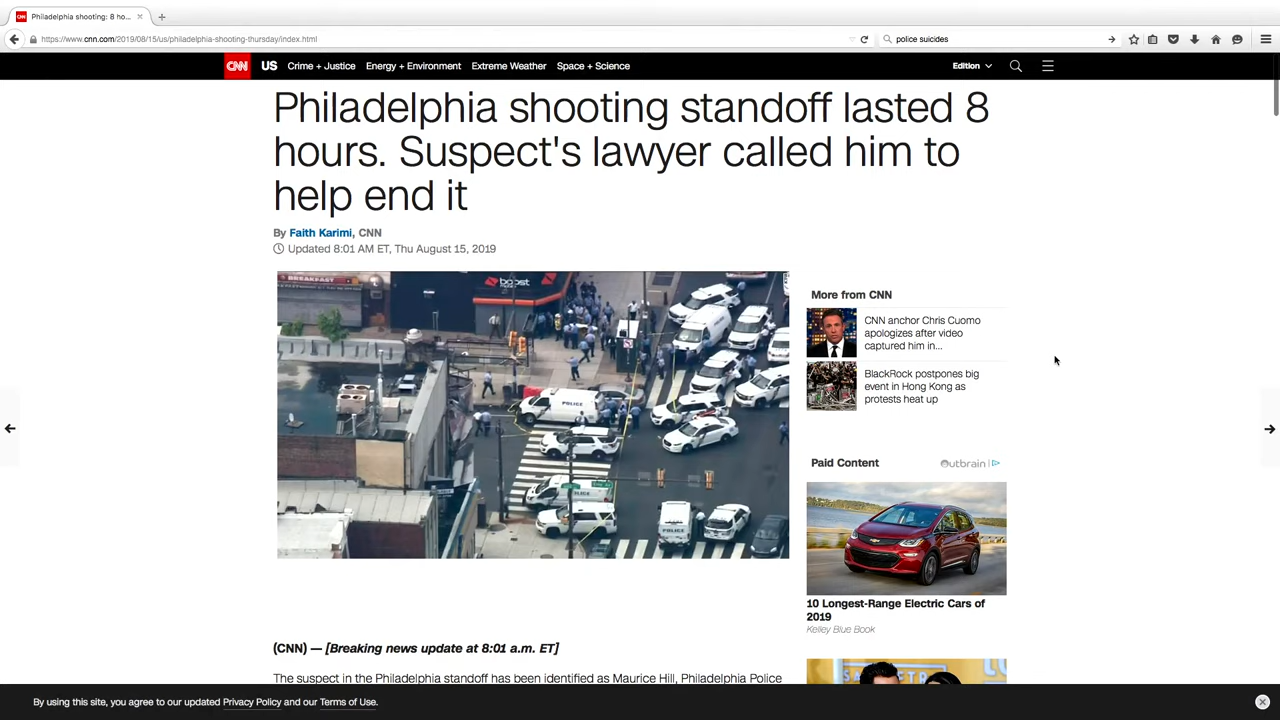 Philadelphia shooting: 8 ho...
https://www.cnn.com/2019/08/15/us/philadelphia-shooting-thursday/index.html
police suicides
CNN US Crime + Justice Energy + Environment Extreme Weather Space + Science Edition
Philadelphia shooting standoff lasted 8
hours. Suspect's lawyer called him to
help end it
By Faith Karimi, CNN
Updated 8:01 AM ET, Thu August 15, 2019
BREAKFAST
boost
POLICE
More from CNN
CNN anchor Chris Cuomo
apologizes after video
captured him in...
BlackRock postpones big
event in Hong Kong as
protests heat up
Paid Content
Outbrain
10 Longest-Range Electric Cars of
2019
Kelley Blue Book
(CNN) — [Breaking news update at 8:01 a.m. ET]
The suspect in the Philadelphia standoff has been identified as Maurice Hill, Philadelphia Police
By using this site, you agree to our updated Privacy Policy and our Terms of Use.